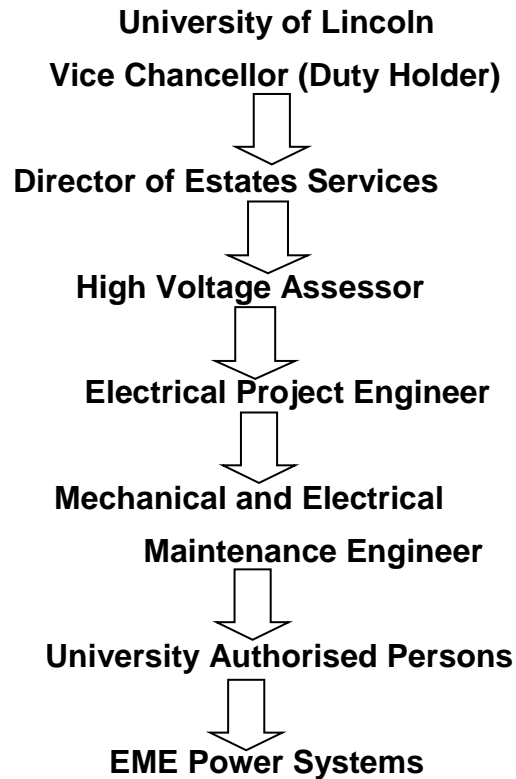 University of Lincoln
Vice Chancellor (Duty Holder)
Director of Estates Services
High Voltage Assessor
Electrical Project Engineer
Mechanical and Electrical
Maintenance Engineer
University Authorised Persons
EME Power Systems